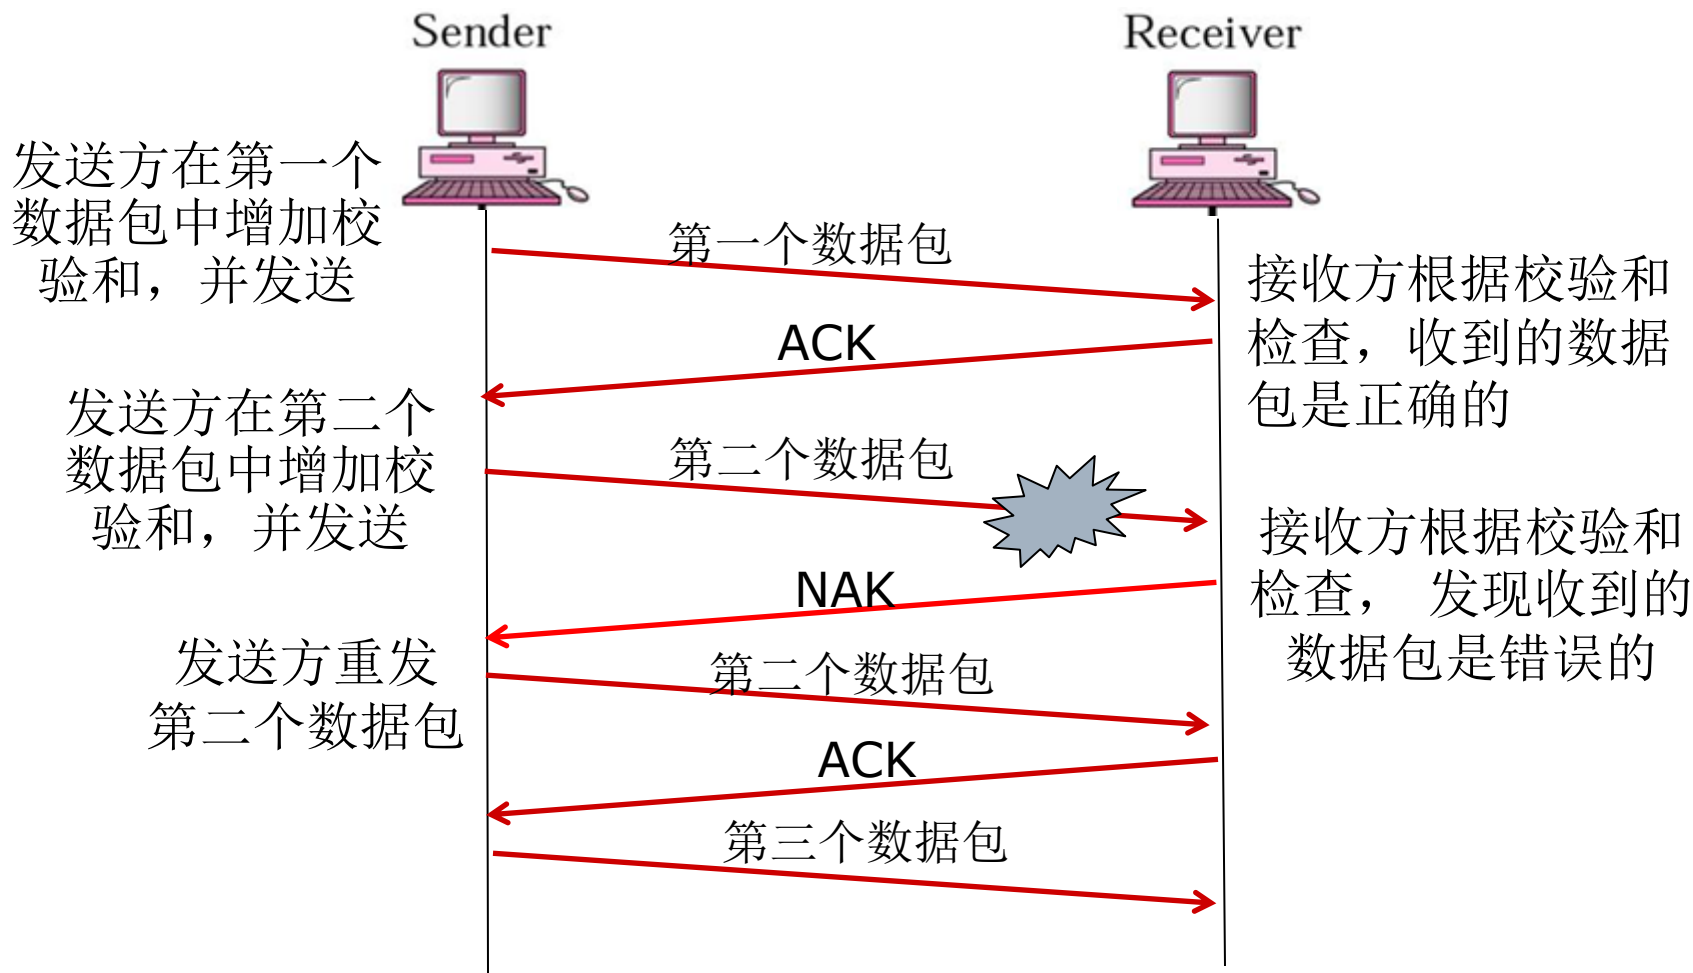 Sender
Receiver
发送方在第一个
数据包中增加校
验和，并发送
第一个数据包
接收方根据校验和
检查，收到的数据
包是正确的
ACK
发送方在第二个
数据包中增加校
验和，并发送
第二个数据包
接收方根据校验和
检查， 发现收到的
数据包是错误的
NAK
发送方重发
第二个数据包
第二个数据包
ACK
第三个数据包